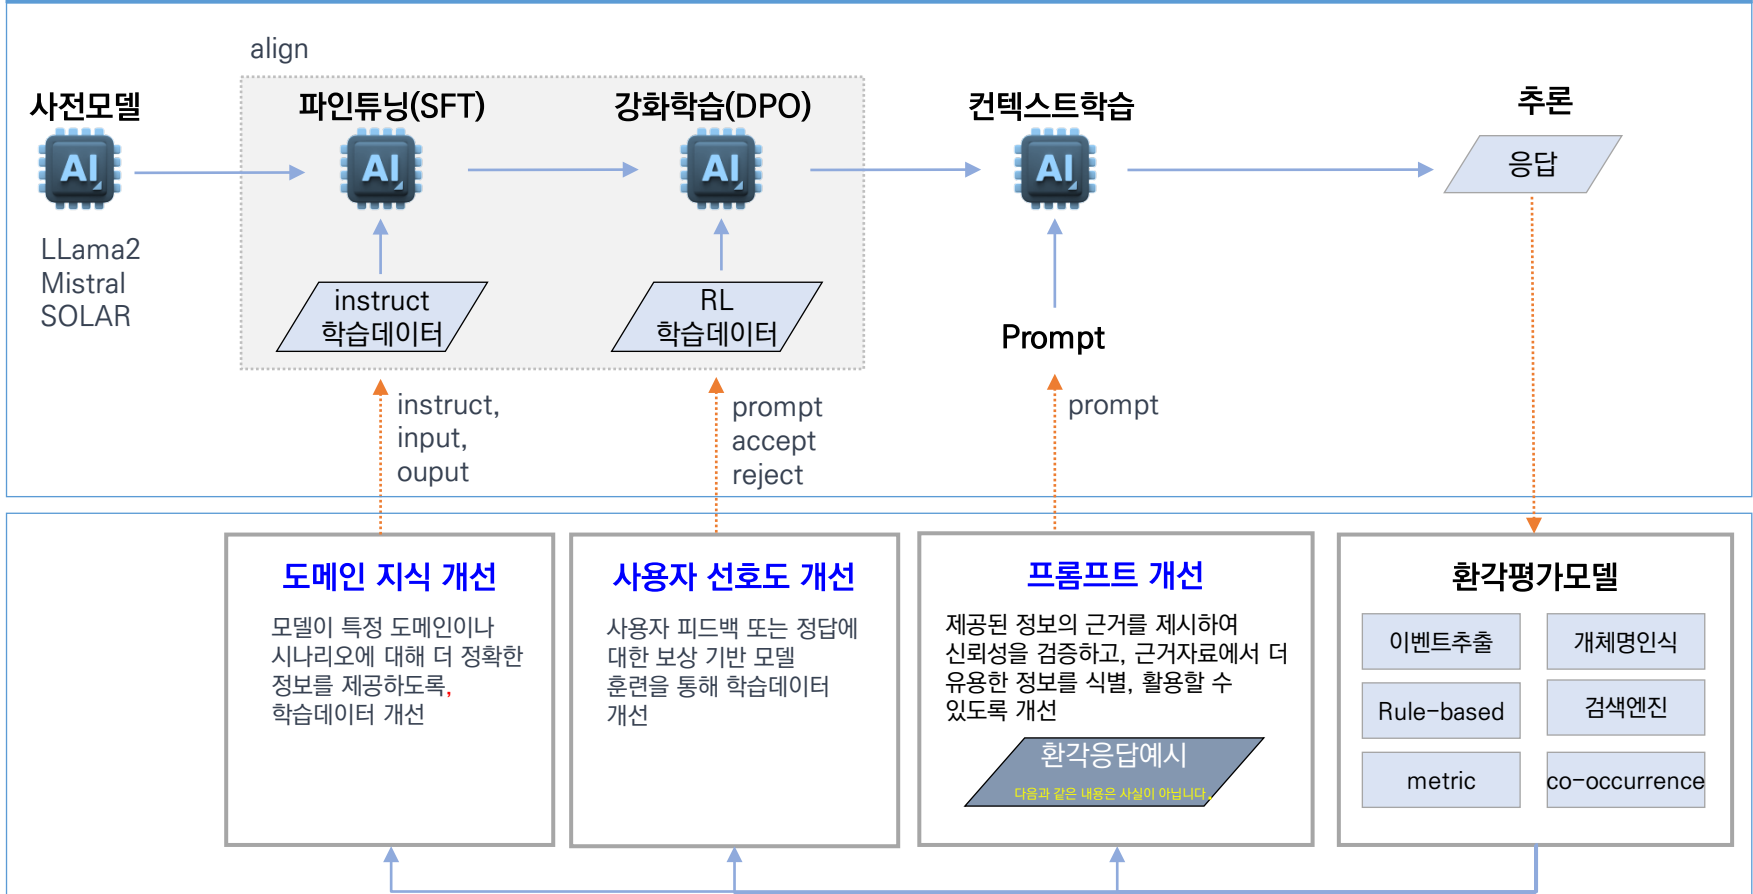 align
사전모델
파인튜닝(SFT)
강화학습(DPO)
컨텍스트학습
추론
AI
AI
AI
AI
응답
LLama2
Mistral
SOLAR
instruct
학습데이터
RL
학습데이터
Prompt
instruct,
input,
ouput
prompt
accept
reject
prompt
도메인 지식 개선
모델이 특정 도메인이나
시나리오에 대해 더 정확한
정보를 제공하도록,
학습데이터 개선
사용자 선호도 개선
사용자 피드백 또는 정답에
대한 보상 기반 모델
훈련을 통해 학습데이터
개선
프롬프트 개선
제공된 정보의 근거를 제시하여
신뢰성을 검증하고, 근거자료에서 더
유용한 정보를 식별, 활용할 수
있도록 개선
환각응답예시
다음과 같은 내용은 사실이 아닙니다.
환각평가모델
이벤트추출
개체명인식
Rule-based
검색엔진
metric
co-occurrence